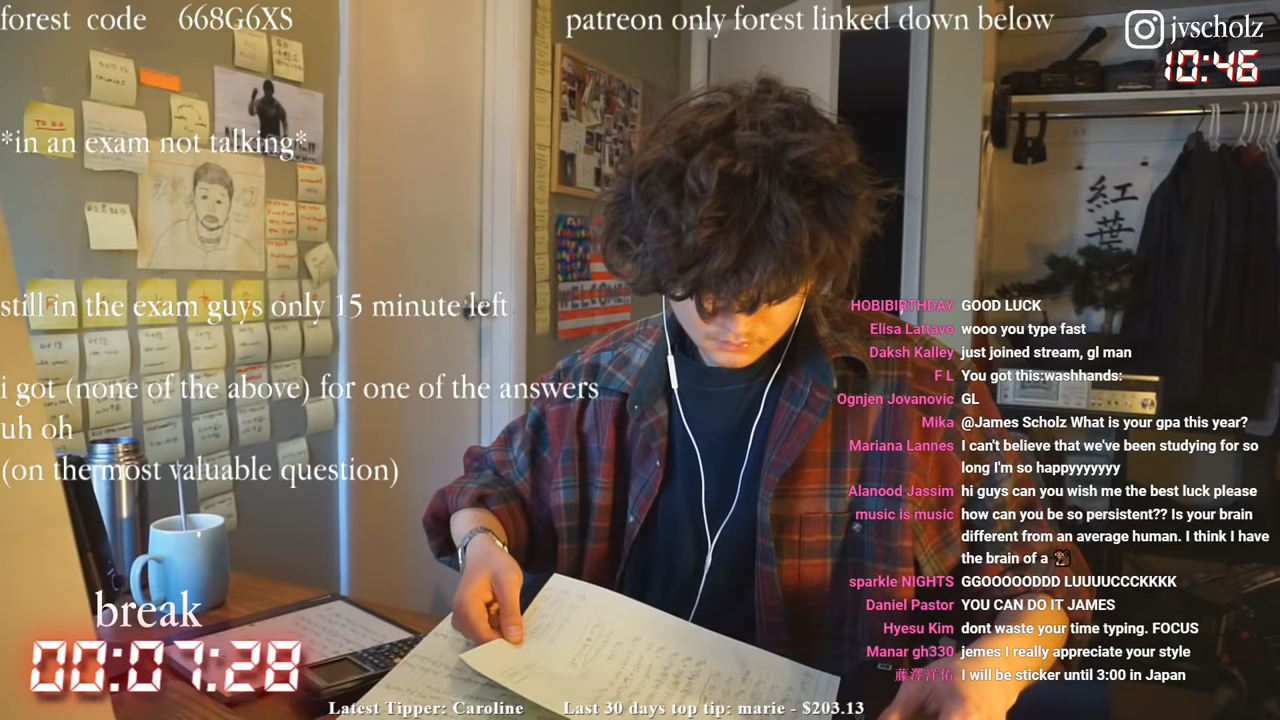 forest code 668G6XS
patreon only forest linked down below
jvscholz
10:46
TO DO
*in an exam not talking*
紅葉
WELCOME
still in the exam guys only 15 minute left
i got (none of the above) for one of the answers
uh oh
(on the most valuable question)
HOBIBIRTHDAY GOOD LUCK
Elisa Lattavo wooo you type fast
Daksh Kalley just joined stream, gl man
F L You got this:washhands:
Ognjen Jovanovic GL
Mika @James Scholz What is your gpa this year?
Mariana Lannes I can't believe that we've been studying for so
long I'm so happyyyyyyy
Alanood Jassim hi guys can you wish me the best luck please
music is music how can you be so persistent?? Is your brain
different from an average human. I think I have
the brain of a
sparkle NIGHTS GGOOOOODDD LUUUUCCCKKKK
Daniel Pastor YOU CAN DO IT JAMES
Hyesu Kim dont waste your time typing. FOCUS
Manar gh330 jemes I really appreciate your style
藤澤洋佑 I will be sticker until 3:00 in Japan
break
00:07:28
Latest Tipper: Caroline Last 30 days top tip: marie - $203.13